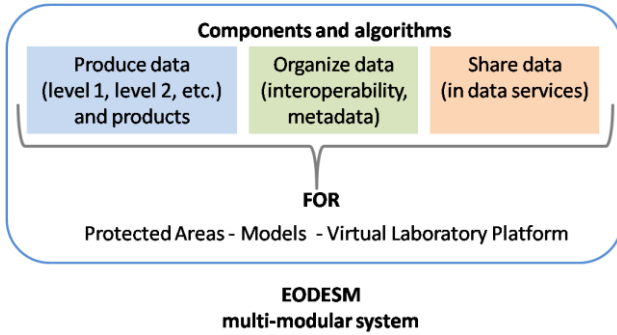 Components and algorithms
Produce data
(level 1, level 2, etc.)
and products
Organize data
(interoperability,
metadata)
Share data
(in data services)
FOR
Protected Areas - Models - Virtual Laboratory Platform
EODESM
multi-modular system